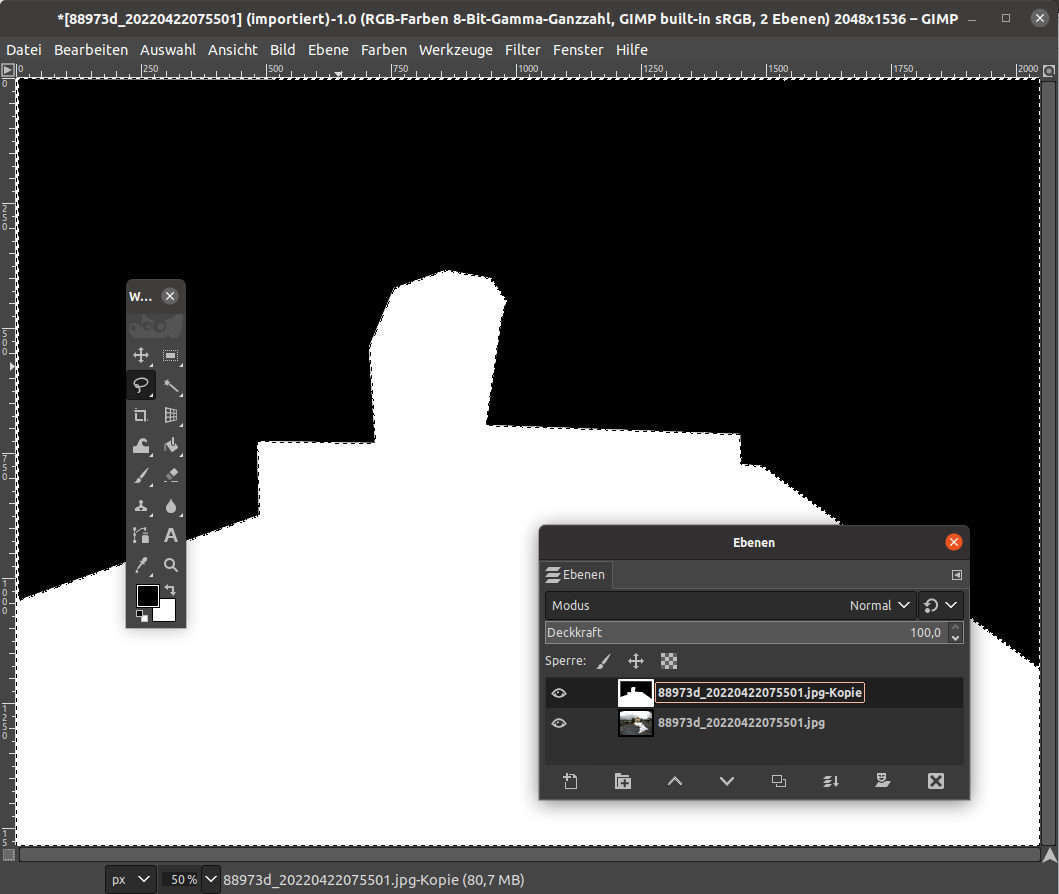 *[88973d_20220422075501] (importiert)-1.0 (RGB-Farben 8-Bit-Gamma-Ganzzahl, GIMP built-in sRGB, 2 Ebenen) 2048x1536 – GIMP
Datei Bearbeiten Auswahl Ansicht Bild Ebene Farben Werkzeuge Filter Fenster Hilfe
0 250 500 750 1000 1250 1500 1750 2000
0
250
500
750
1000
1250
15
W...
A
Ebenen
Ebenen
Modus Normal
Deckkraft 100,0
Sperre:
88973d_20220422075501.jpg-Kopie
88973d_20220422075501.jpg
px 50 % 88973d_20220422075501.jpg-Kopie (80,7 MB)